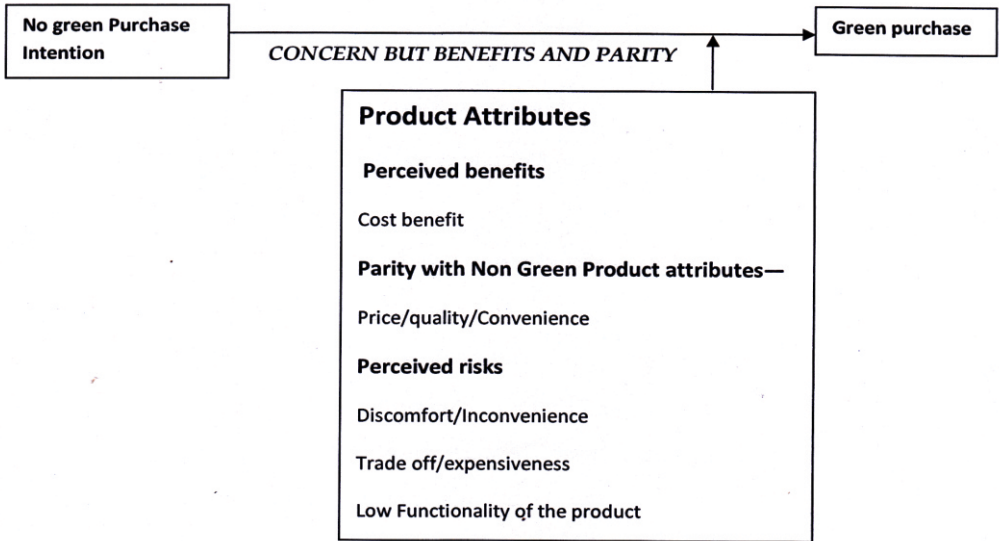 No green Purchase
Intention
CONCERN BUT BENEFITS AND PARITY
Green purchase
Product Attributes
Perceived benefits
Cost benefit
Parity with Non Green Product attributes—
Price/quality/Convenience
Perceived risks
Discomfort/Inconvenience
Trade off/expensiveness
Low Functionality of the product